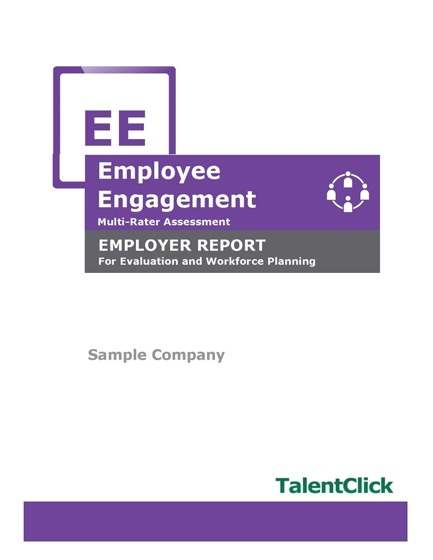 EE
Employee
Engagement
Multi-Rater Assessment
EMPLOYER REPORT
For Evaluation and Workforce Planning
Sample Company
TalentClick